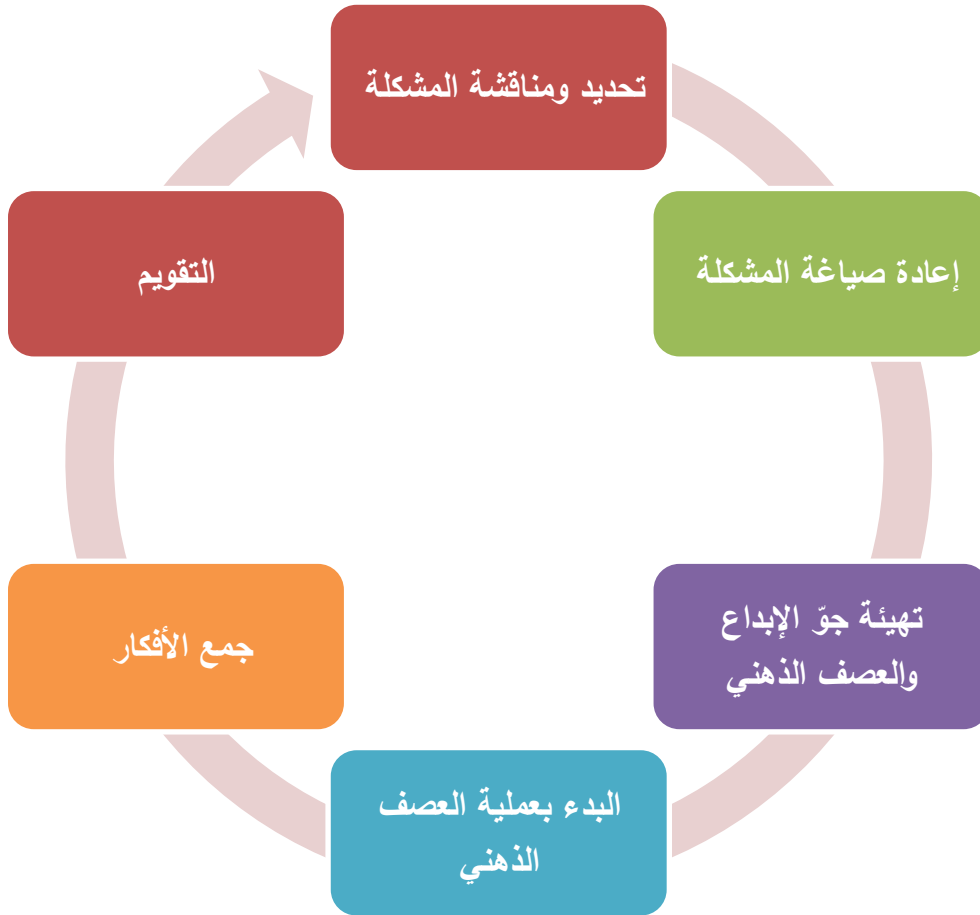 تحديد ومناقشة المشكلة
إعادة صياغة المشكلة
تهيئة جوّ الإبداع
والعصف الذهني
البدء بعملية العصف
الذهني
جمع الأفكار
التقويم